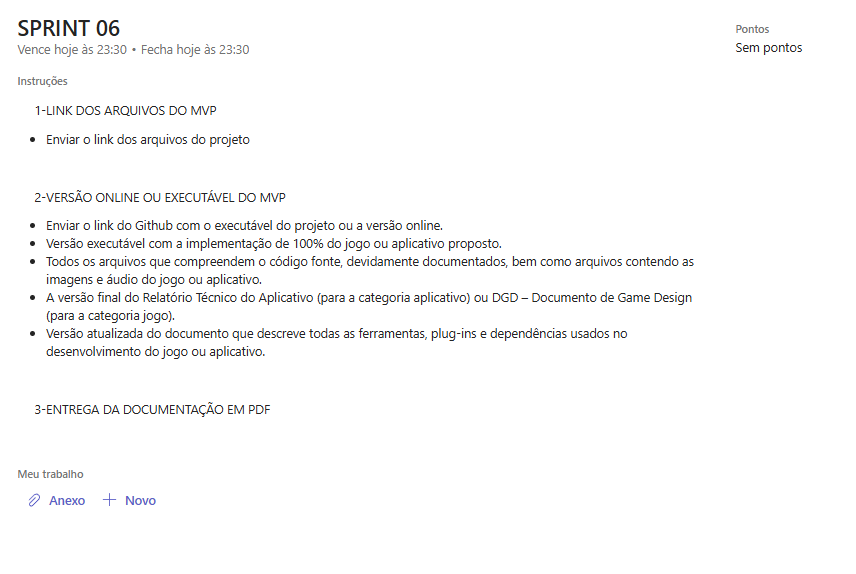 SPRINT 06
Vence hoje às 23:30 • Fecha hoje às 23:30
Pontos
Sem pontos
Instruções
1-LINK DOS ARQUIVOS DO MVP
• Enviar o link dos arquivos do projeto
2-VERSÃO ONLINE OU EXECUTÁVEL DO MVP
• Enviar o link do Github com o executável do projeto ou a versão online.
• Versão executável com a implementação de 100% do jogo ou aplicativo proposto.
• Todos os arquivos que compreendem o código fonte, devidamente documentados, bem como arquivos contendo as
imagens e áudio do jogo ou aplicativo.
• A versão final do Relatório Técnico do Aplicativo (para a categoria aplicativo) ou DGD – Documento de Game Design
(para a categoria jogo).
• Versão atualizada do documento que descreve todas as ferramentas, plug-ins e dependências usados no
desenvolvimento do jogo ou aplicativo.
3-ENTREGA DA DOCUMENTAÇÃO EM PDF
Meu trabalho
Anexo
Novo